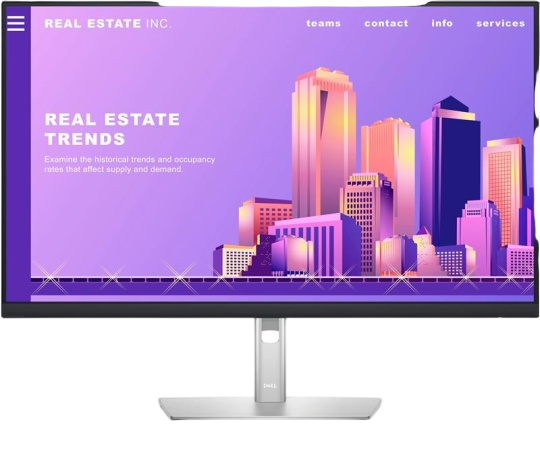 REAL ESTATE INC.
teams contact info services
REAL ESTATE
TRENDS
Examine the historical trends and occupancy
rates that affect supply and demand.
DELL